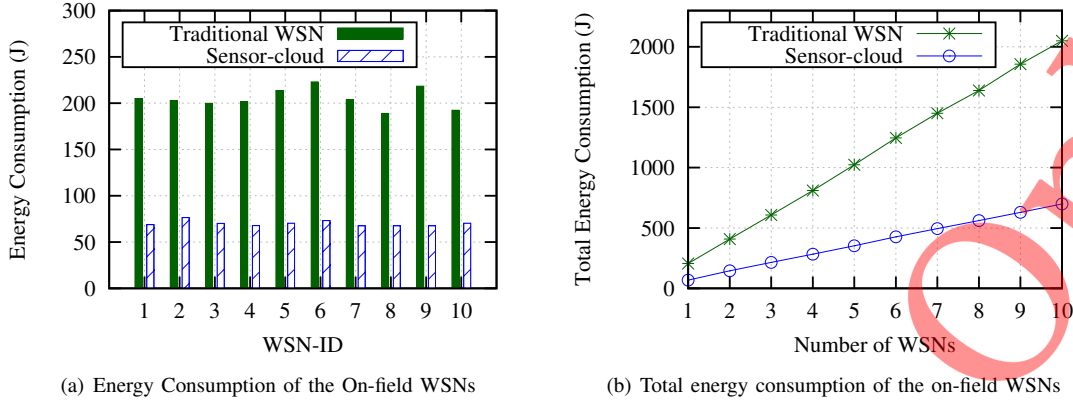 300
250
200
150
100
50
0
Energy Consumption (J)
Traditional WSN
Sensor-cloud
1 2 3 4 5 6 7 8 9 10
WSN-ID
(a) Energy Consumption of the On-field WSNs
2000
1500
1000
500
0
Total Energy Consumption (J)
Traditional WSN
Sensor-cloud
1 2 3 4 5 6 7 8 9 10
Number of WSNs
(b) Total energy consumption of the on-field WSNs